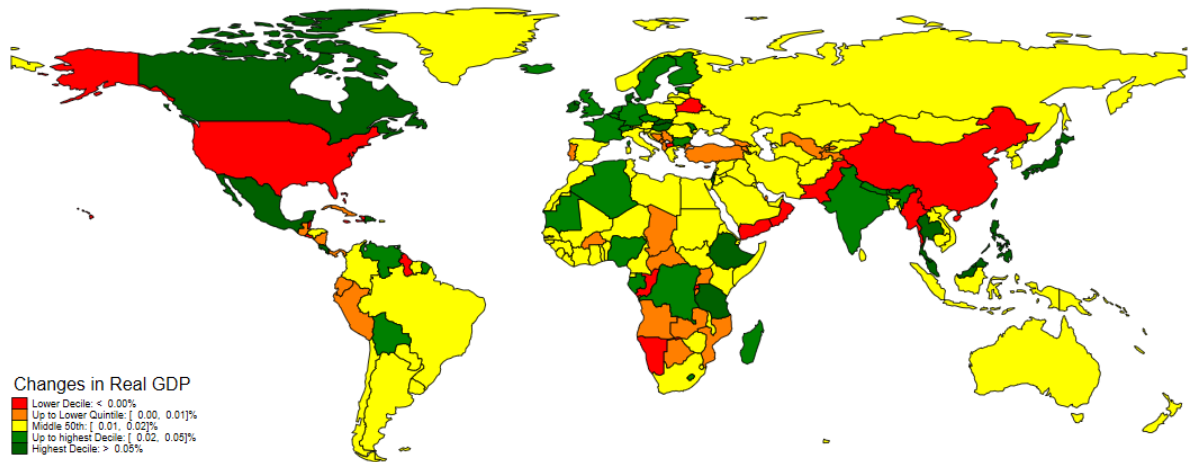 Changes in Real GDP
Lower Decile: < 0.00%
Up to Lower Quintile: [ 0.00, 0.01]%
Middle 50th: [ 0.01, 0.02]%
Up to highest Decile: [ 0.02, 0.05]%
Highest Decile: > 0.05%